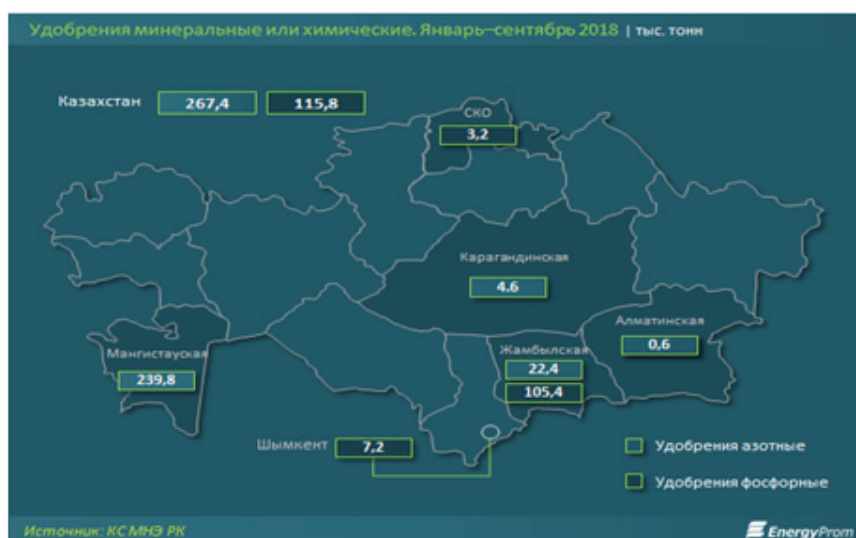 Удобрения минеральные или химические. Январь–сентябрь 2018 | тыс. тонн
Казахстан 267,4 115,8
СКО
3,2
Карагандинская
4,6
Алматинская
0,6
Жамбылская
22,4
105,4
Мангистауская
239,8
Шымкент 7,2
Удобрения азотные
Удобрения фосфорные
Источник: КС МНЭ РК
EnergyProm